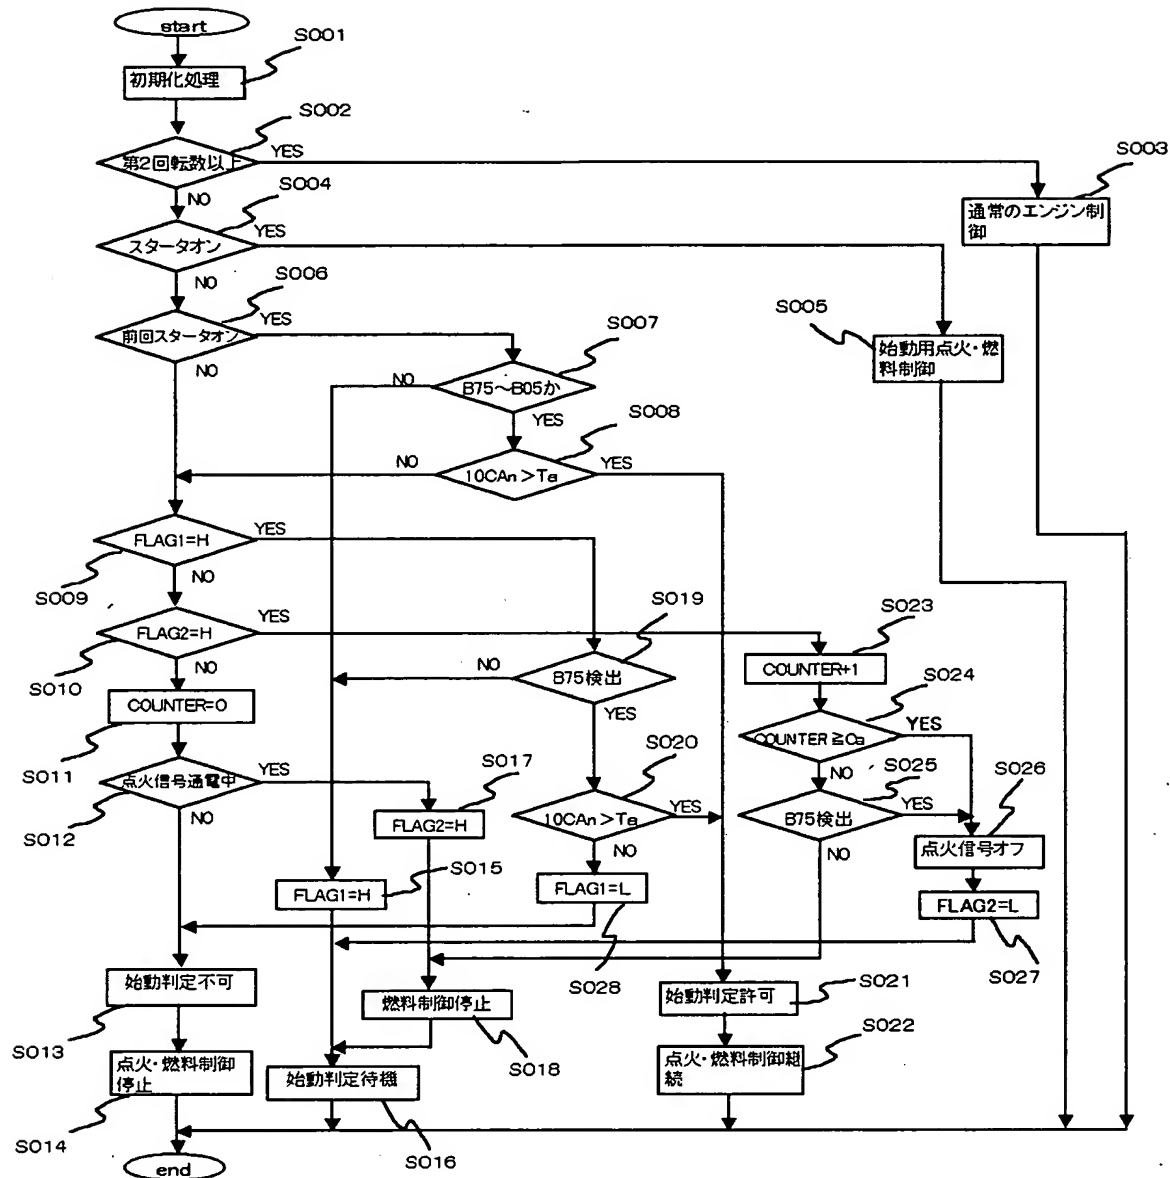 start
S001
初期化処理
S002
第2回転数以上
YES
S003
NO
S004
通常のエンジン制
御
スタータオン
YES
NO
S006
前回スタータオン
YES
S007
S005
NO
始動用点火・燃
料制御
NO
B75～B05か
YES
S008
NO
10CAn>Ta
YES
FLAG1=H
YES
NO
S009
S019
S023
FLAG2=H
YES
NO
S010
NO
B75検出
COUNTER+1
S024
COUNTER=0
YES
S011
COUNTER≧Ca
YES
S020
S017
点火信号通電中
YES
NO
S025
S026
S012
NO
FLAG2=H
10CAn>Ta
YES
B75検出
YES
NO
NO
点火信号オフ
S015
FLAG1=H
FLAG1=L
FLAG2=L
S027
始動判定不可
S028
S021
始動判定許可
燃料制御停止
S013
S022
点火・燃料制御
停止
S018
点火・燃料制御継
続
始動判定待機
S014
end
S016